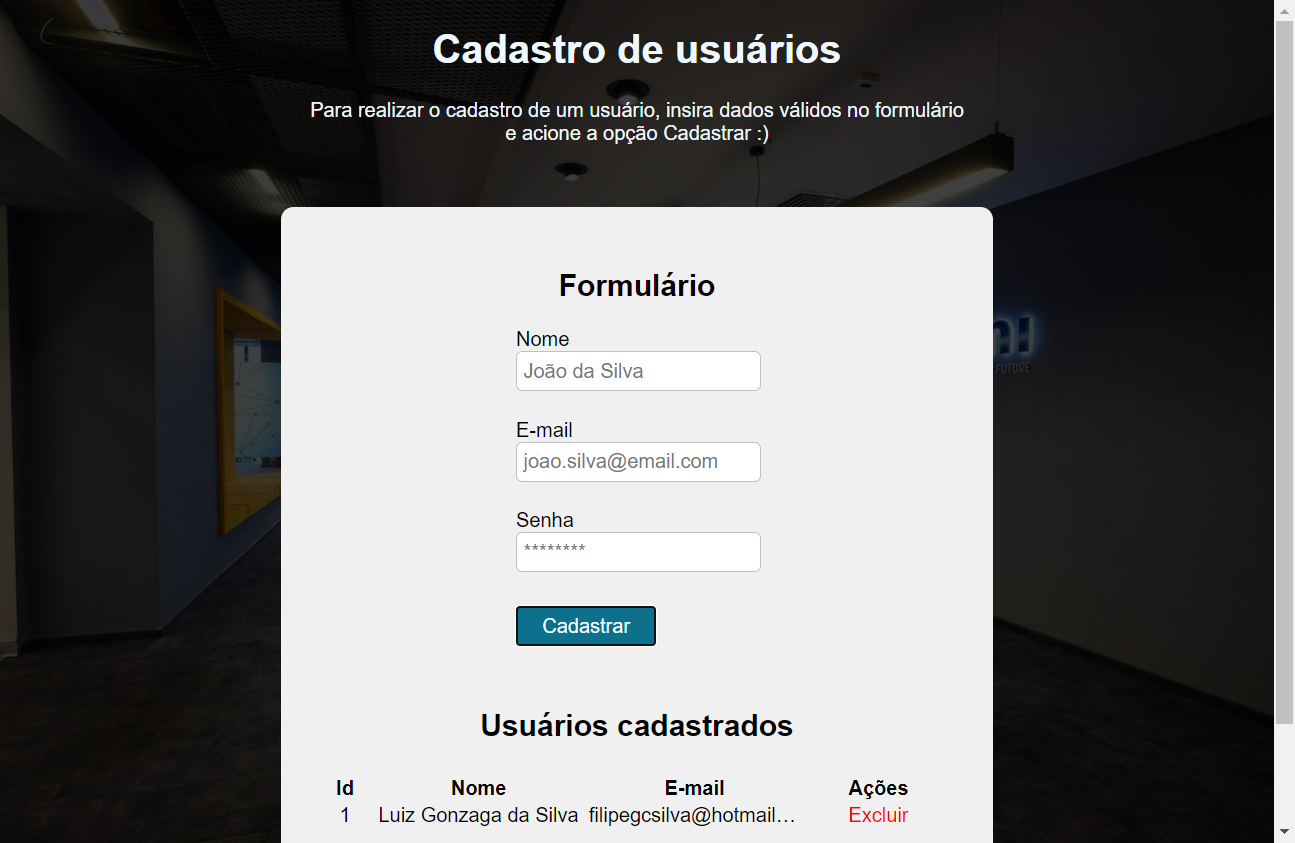 Cadastro de usuários
Para realizar o cadastro de um usuário, insira dados válidos no formulário
e acione a opção Cadastrar :)
Formulário
Nome
João da Silva
E-mail
joao.silva@email.com
Senha
********
Cadastrar
FUTURE
Usuários cadastrados
Id Nome E-mail Ações
1 Luiz Gonzaga da Silva filipegcsilva@hotmail… Excluir